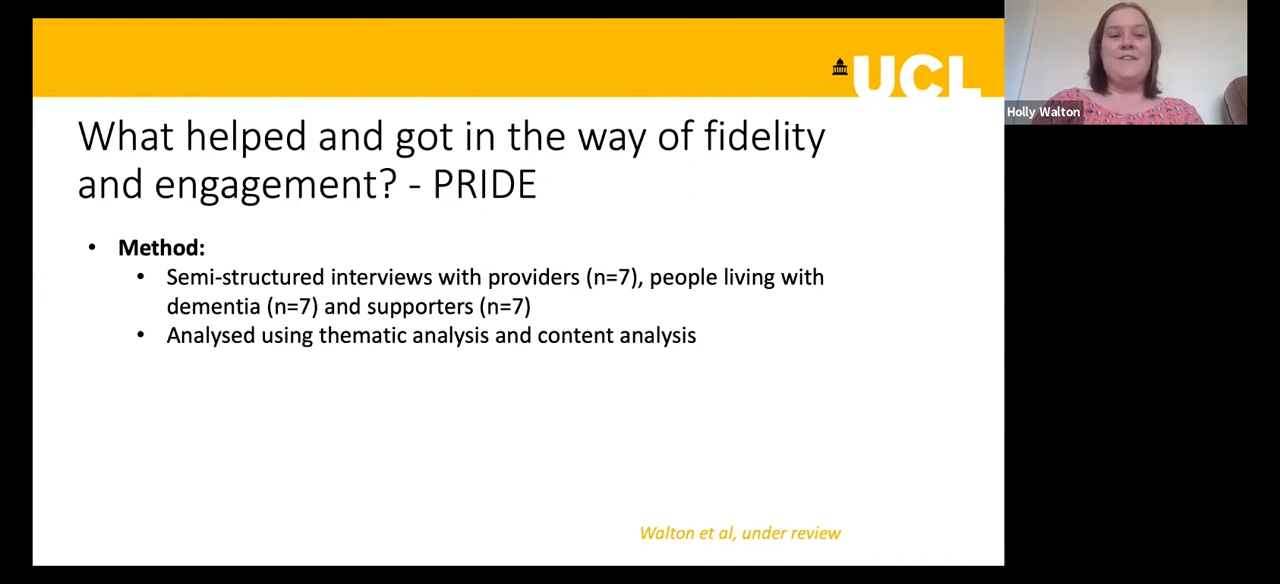 UCL
Holly Walton
What helped and got in the way of fidelity
and engagement? - PRIDE
• Method:
• Semi-structured interviews with providers (n=7), people living with
dementia (n=7) and supporters (n=7)
• Analysed using thematic analysis and content analysis
Walton et al, under review